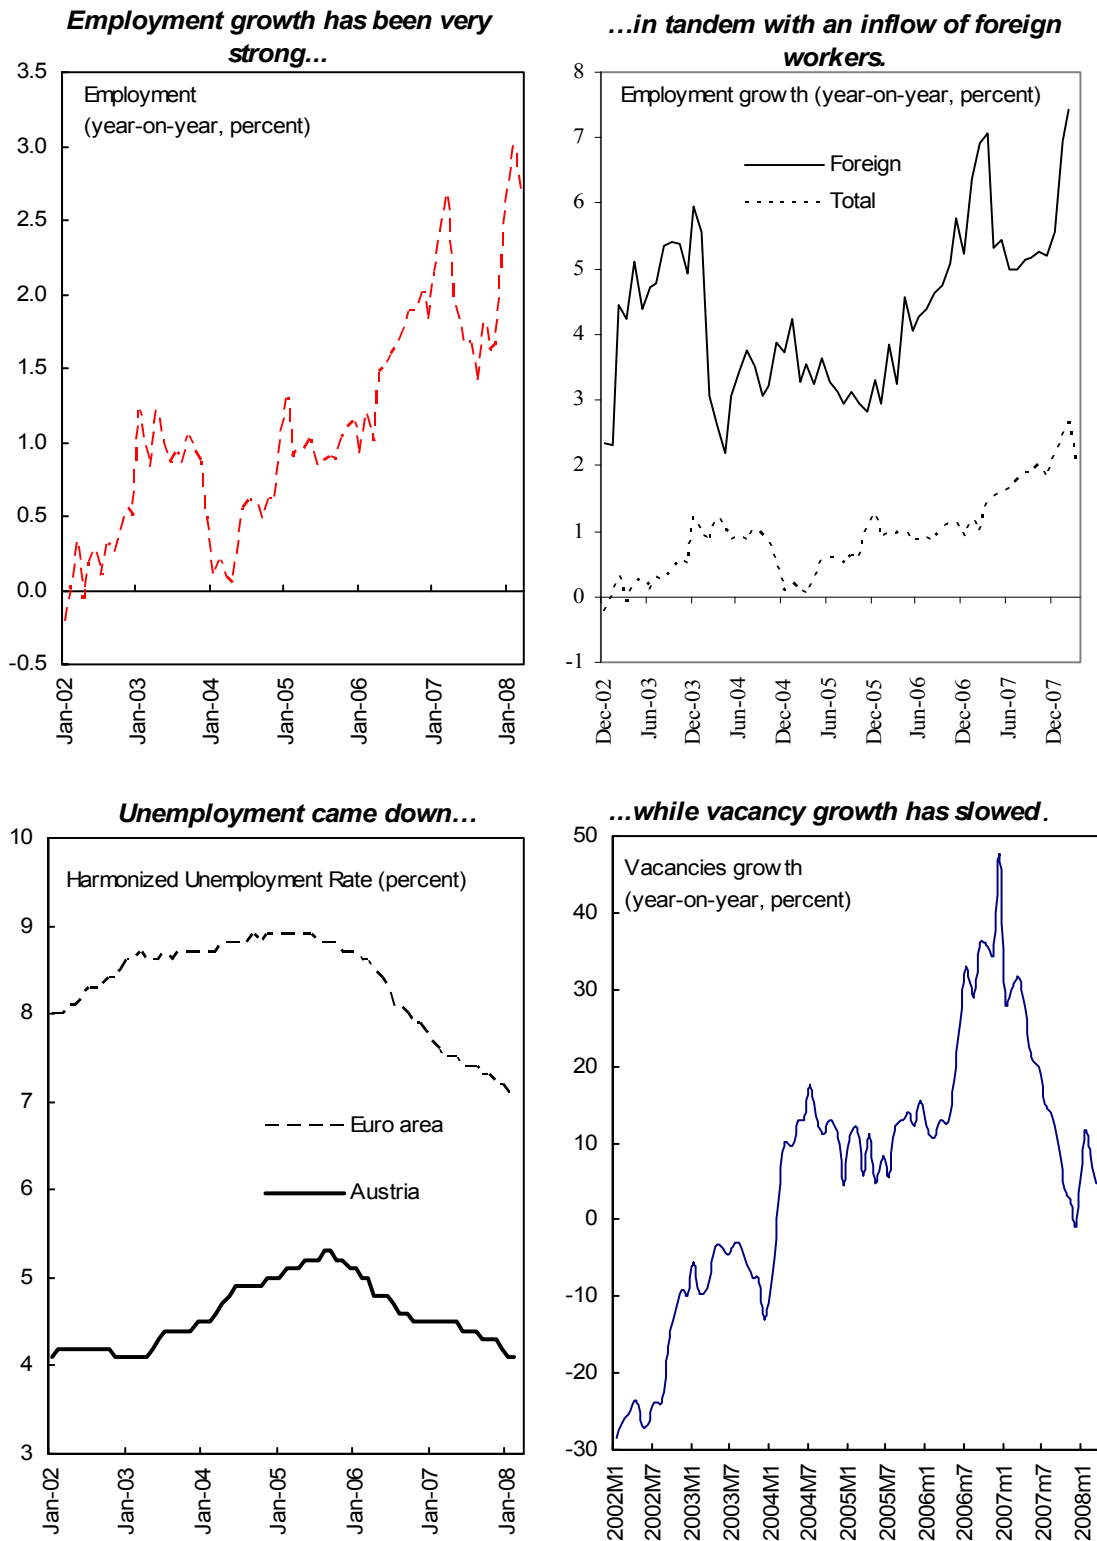 Employment growth has been very
strong…
3.5
3.0
2.5
2.0
1.5
1.0
0.5
0.0
-0.5
Employment
(year-on-year, percent)
Jan-02
Jan-03
Jan-04
Jan-05
Jan-06
Jan-07
Jan-08
…in tandem with an inflow of foreign
workers.
8
7
6
5
4
3
2
1
0
-1
Employment growth (year-on-year, percent)
Foreign
Total
Dec-02
Jun-03
Dec-03
Jun-04
Dec-04
Jun-05
Dec-05
Jun-06
Dec-06
Jun-07
Dec-07
Unemployment came down…
10
9
8
7
6
5
4
3
Harmonized Unemployment Rate (percent)
Euro area
Austria
Jan-02
Jan-03
Jan-04
Jan-05
Jan-06
Jan-07
Jan-08
…while vacancy growth has slowed.
50
40
30
20
10
0
-10
-20
-30
Vacancies growth
(year-on-year, percent)
2002M1
2002M7
2003M1
2003M7
2004M1
2004M7
2005M1
2005M7
2006m1
2006m7
2007m1
2007m7
2008m1